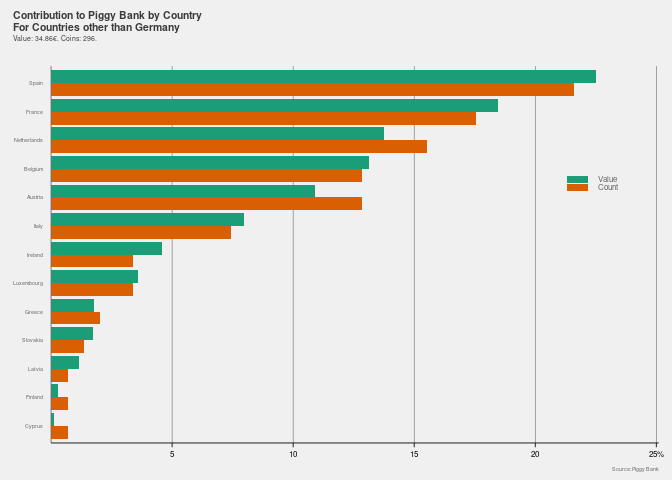 Contribution to Piggy Bank by Country
For Countries other than Germany
Value: 34.86€. Coins: 296.
Spain
France
Netherlands
Belgium
Austria
Italy
Ireland
Luxembourg
Greece
Slovakia
Latvia
Finland
Cyprus
Value
Count
5 10 15 20 25%
Source: Piggy Bank